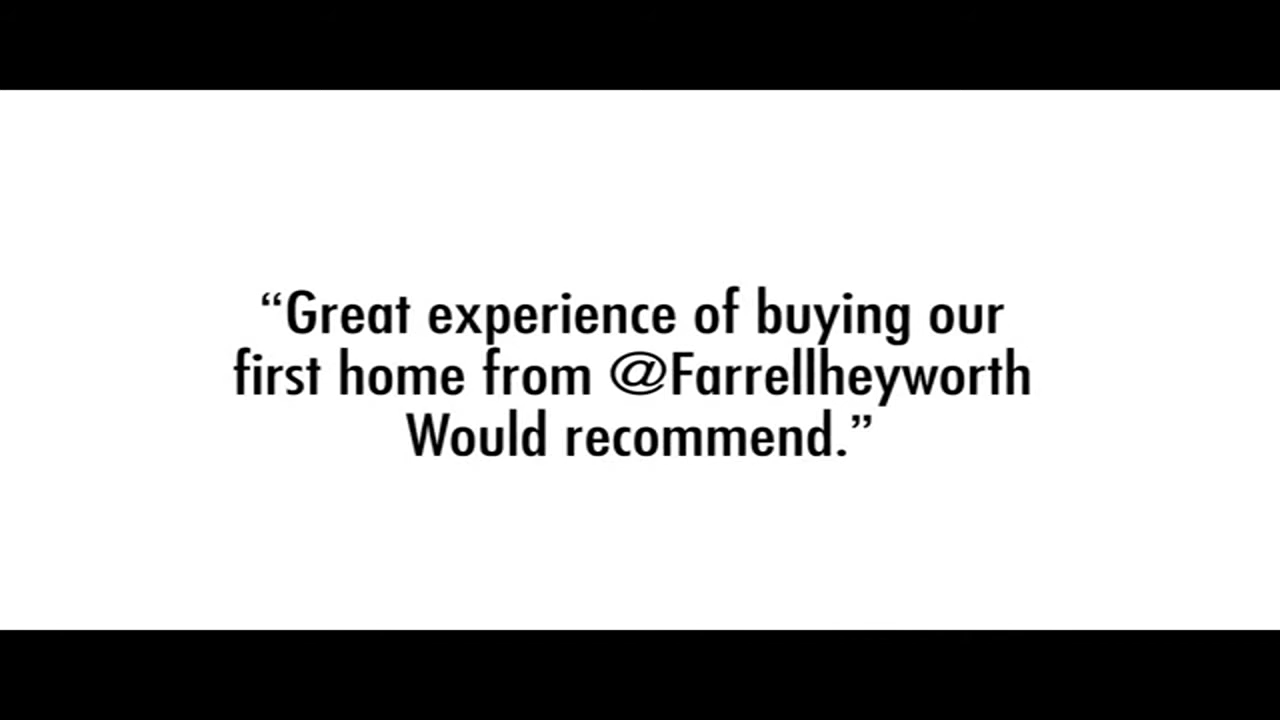 “Great experience of buying our
first home from @Farrellheyworth
Would recommend.”